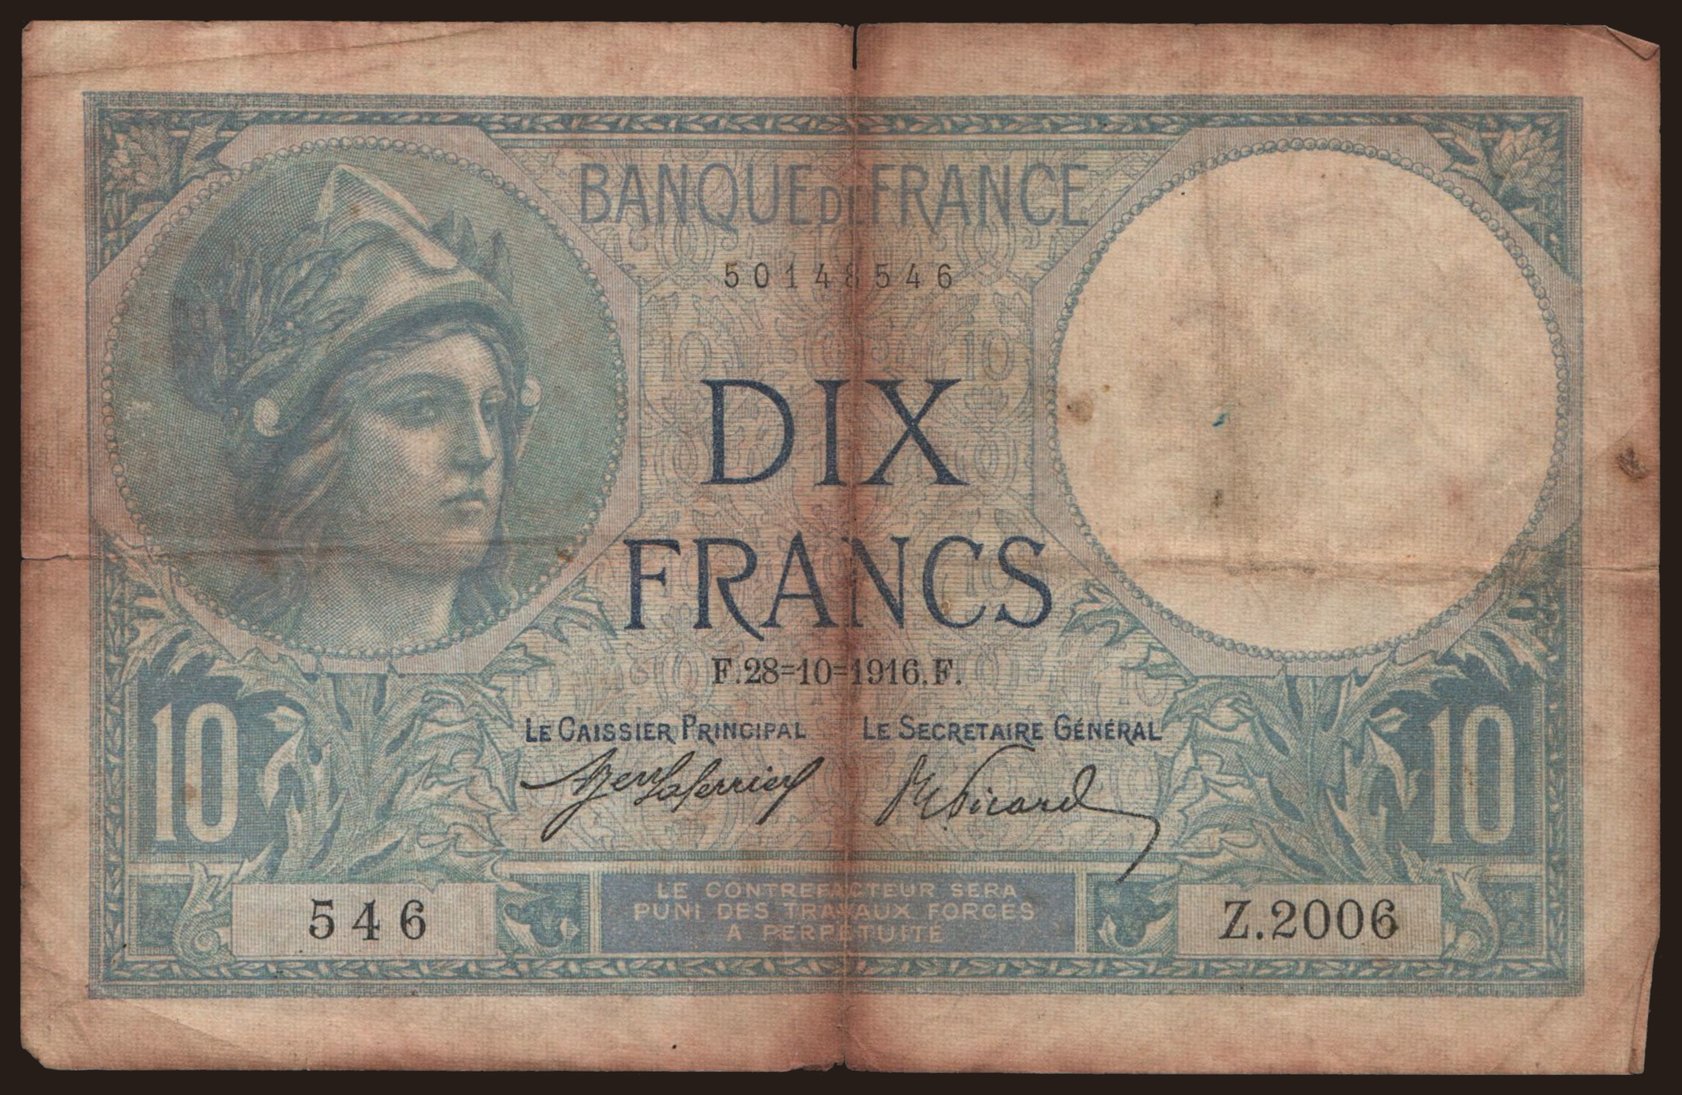 BANQUE DE FRANCE
50148546
DIX
FRANCS
F.28=10=1916.F.
LE CAISSIER PRINCIPAL
LE SECRETAIRE GÉNÉRAL
Picard
10
10
546
LE CONTREFACTEUR SERA
PUNI DES TRAVAUX FORCÉS
A PERPÉTUITÉ
Z.2006